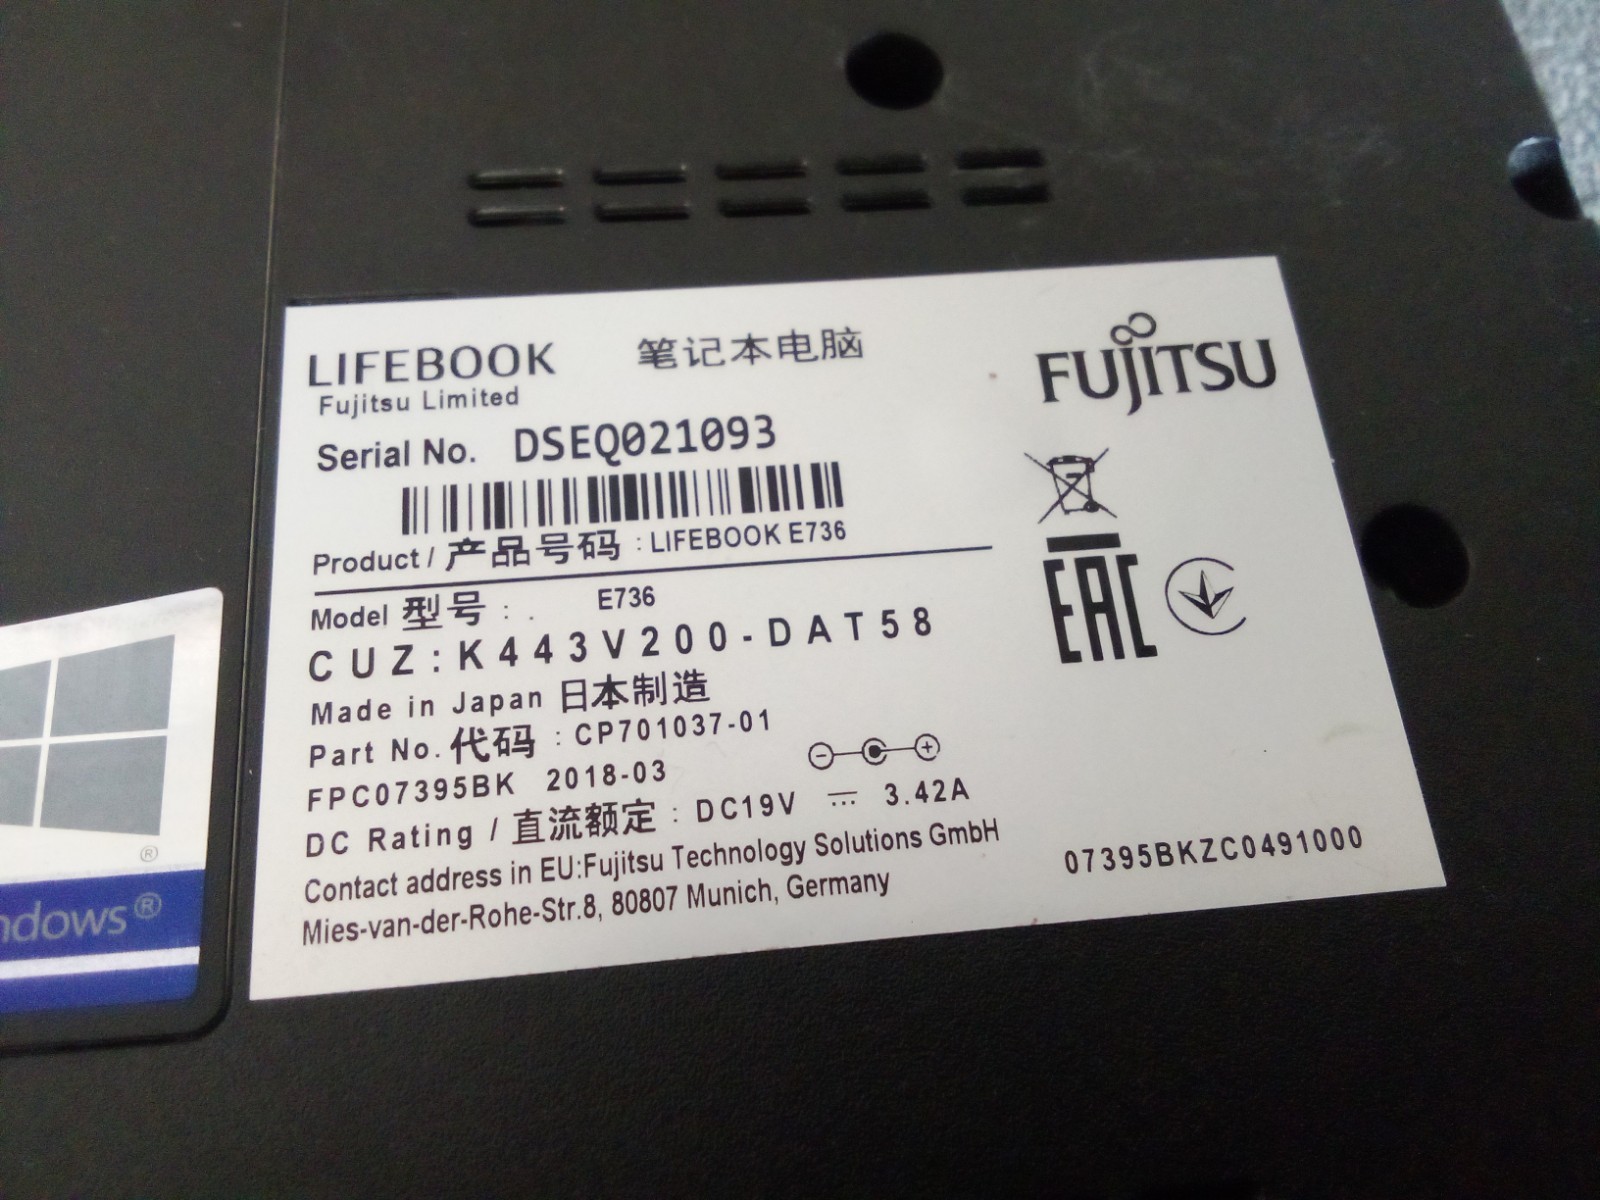 LIFEBOOK 笔记本电脑
FUJITSU
Fujitsu Limited
Serial No. DSEQ021093
Product / 产品号码 : LIFEBOOK E736
Model 型号 : . E736
CUZ:K443V200-DAT58
Made in Japan 日本制造
Part No. 代码 : CP701037-01
FPC07395BK 2018-03
DC Rating / 直流额定 : DC19V ⎓ 3.42A
Contact address in EU:Fujitsu Technology Solutions GmbH
Mies-van-der-Rohe-Str.8, 80807 Munich, Germany
07395BKZC0491000
EAC
®
ndows®